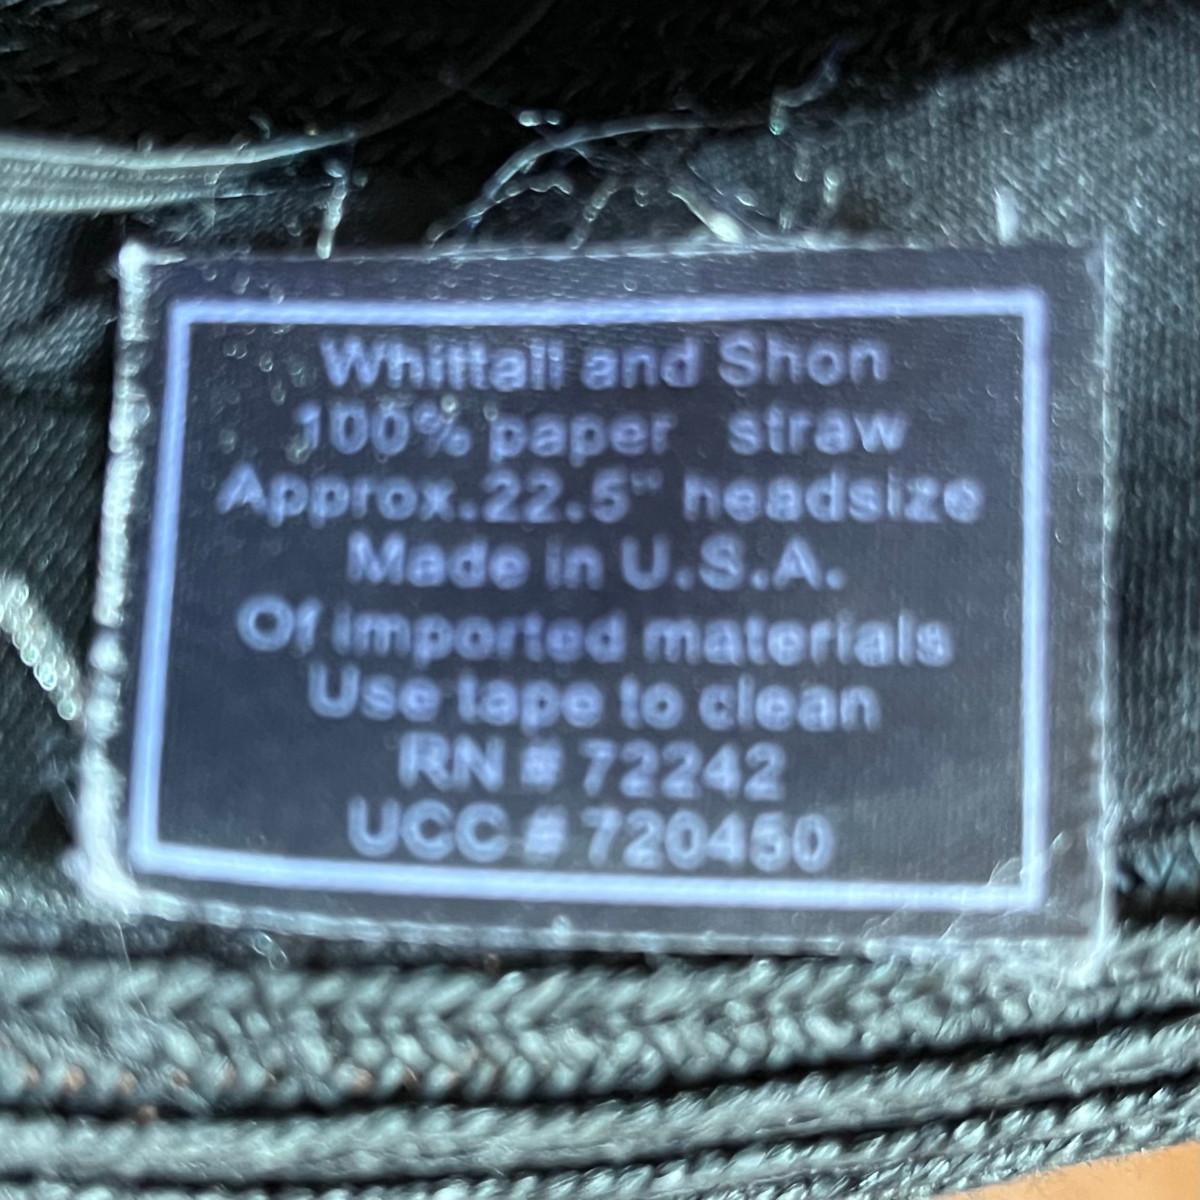 Whittall and Shon
100% paper straw
Approx.22.5" headsize
Made in U.S.A.
Of imported materials
Use tape to clean
RN # 72242
UCC # 720450